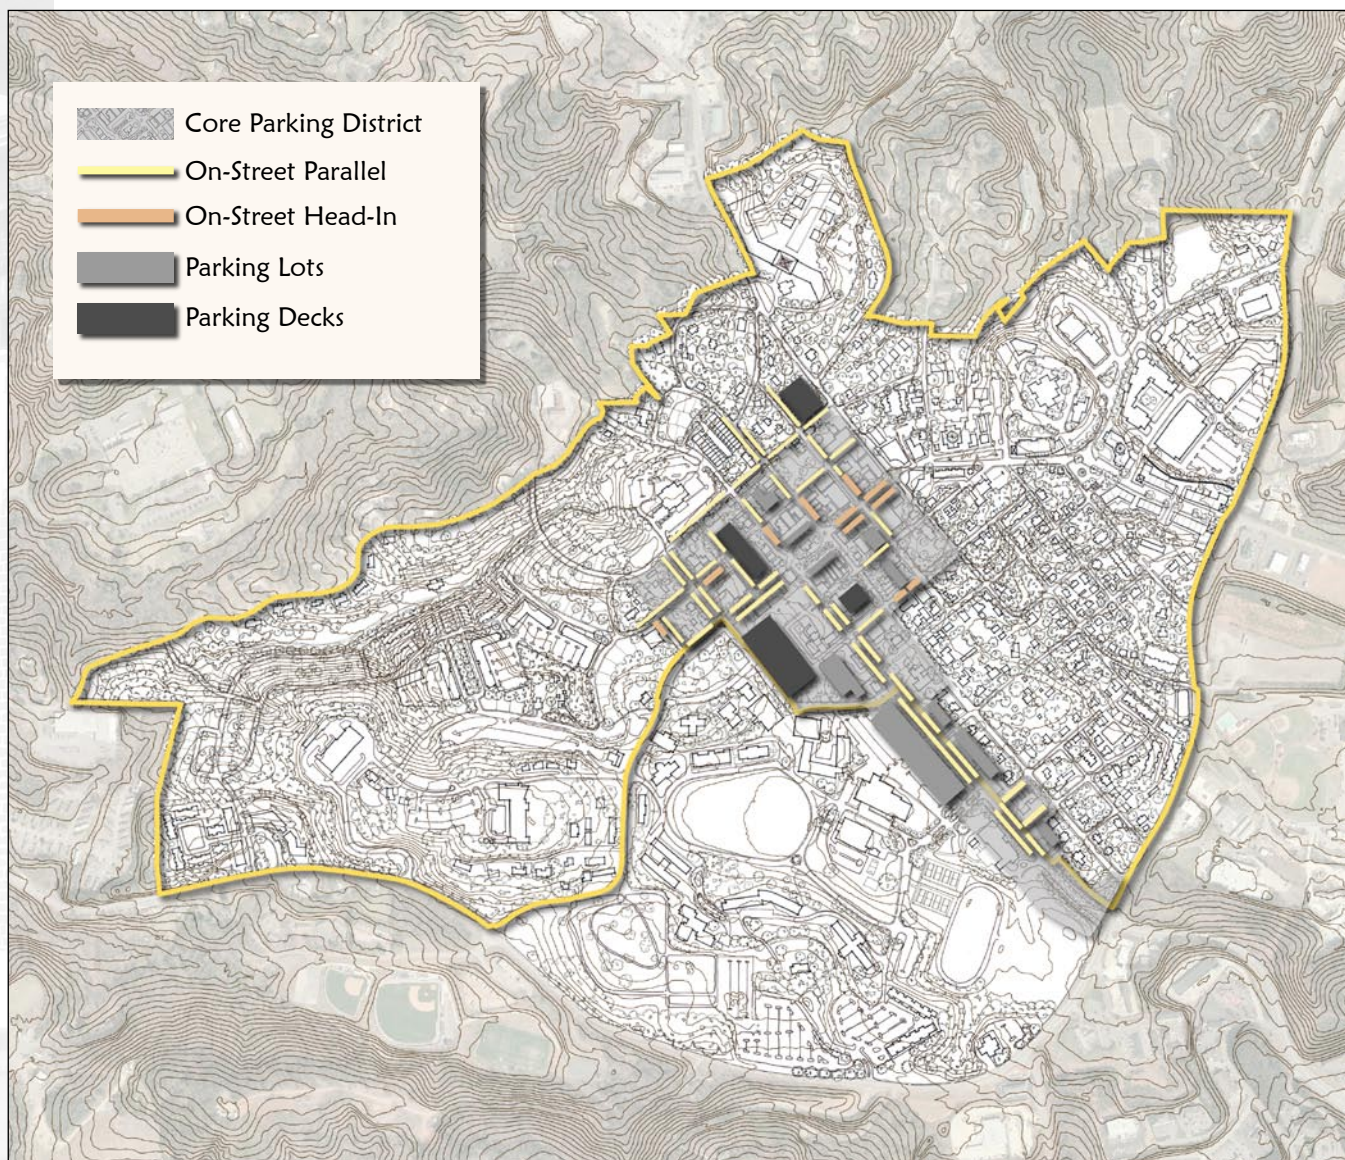 Core Parking District
On-Street Parallel
On-Street Head-In
Parking Lots
Parking Decks